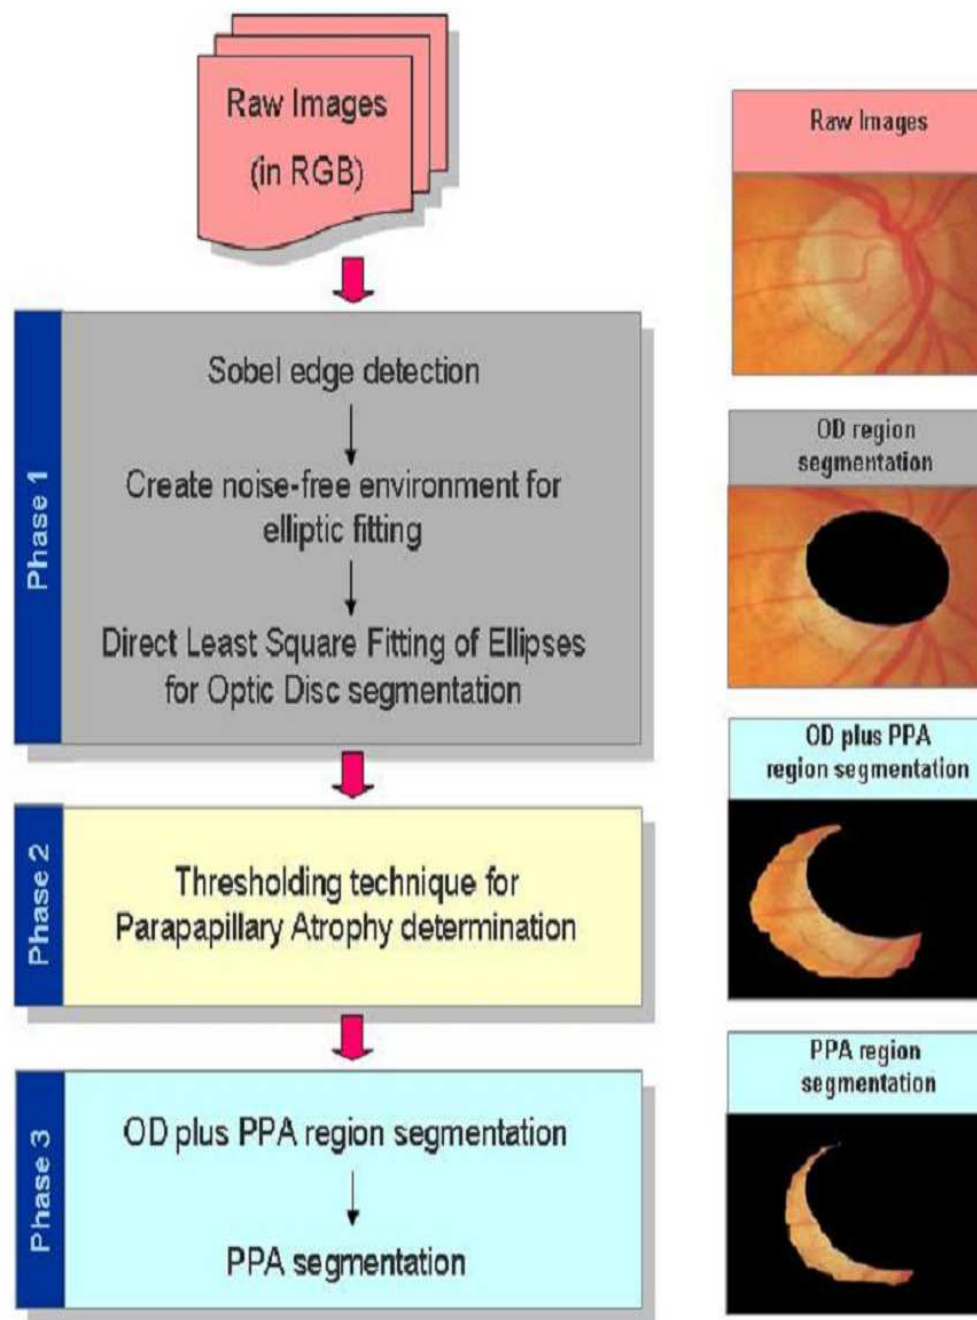 Raw Images
(in RGB)
Phase 1
Sobel edge detection
Create noise-free environment for
elliptic fitting
Direct Least Square Fitting of Ellipses
for Optic Disc segmentation
Phase 2
Thresholding technique for
Parapapillary Atrophy determination
Phase 3
OD plus PPA region segmentation
PPA segmentation
Raw Images
OD region
segmentation
OD plus PPA
region segmentation
PPA region
segmentation